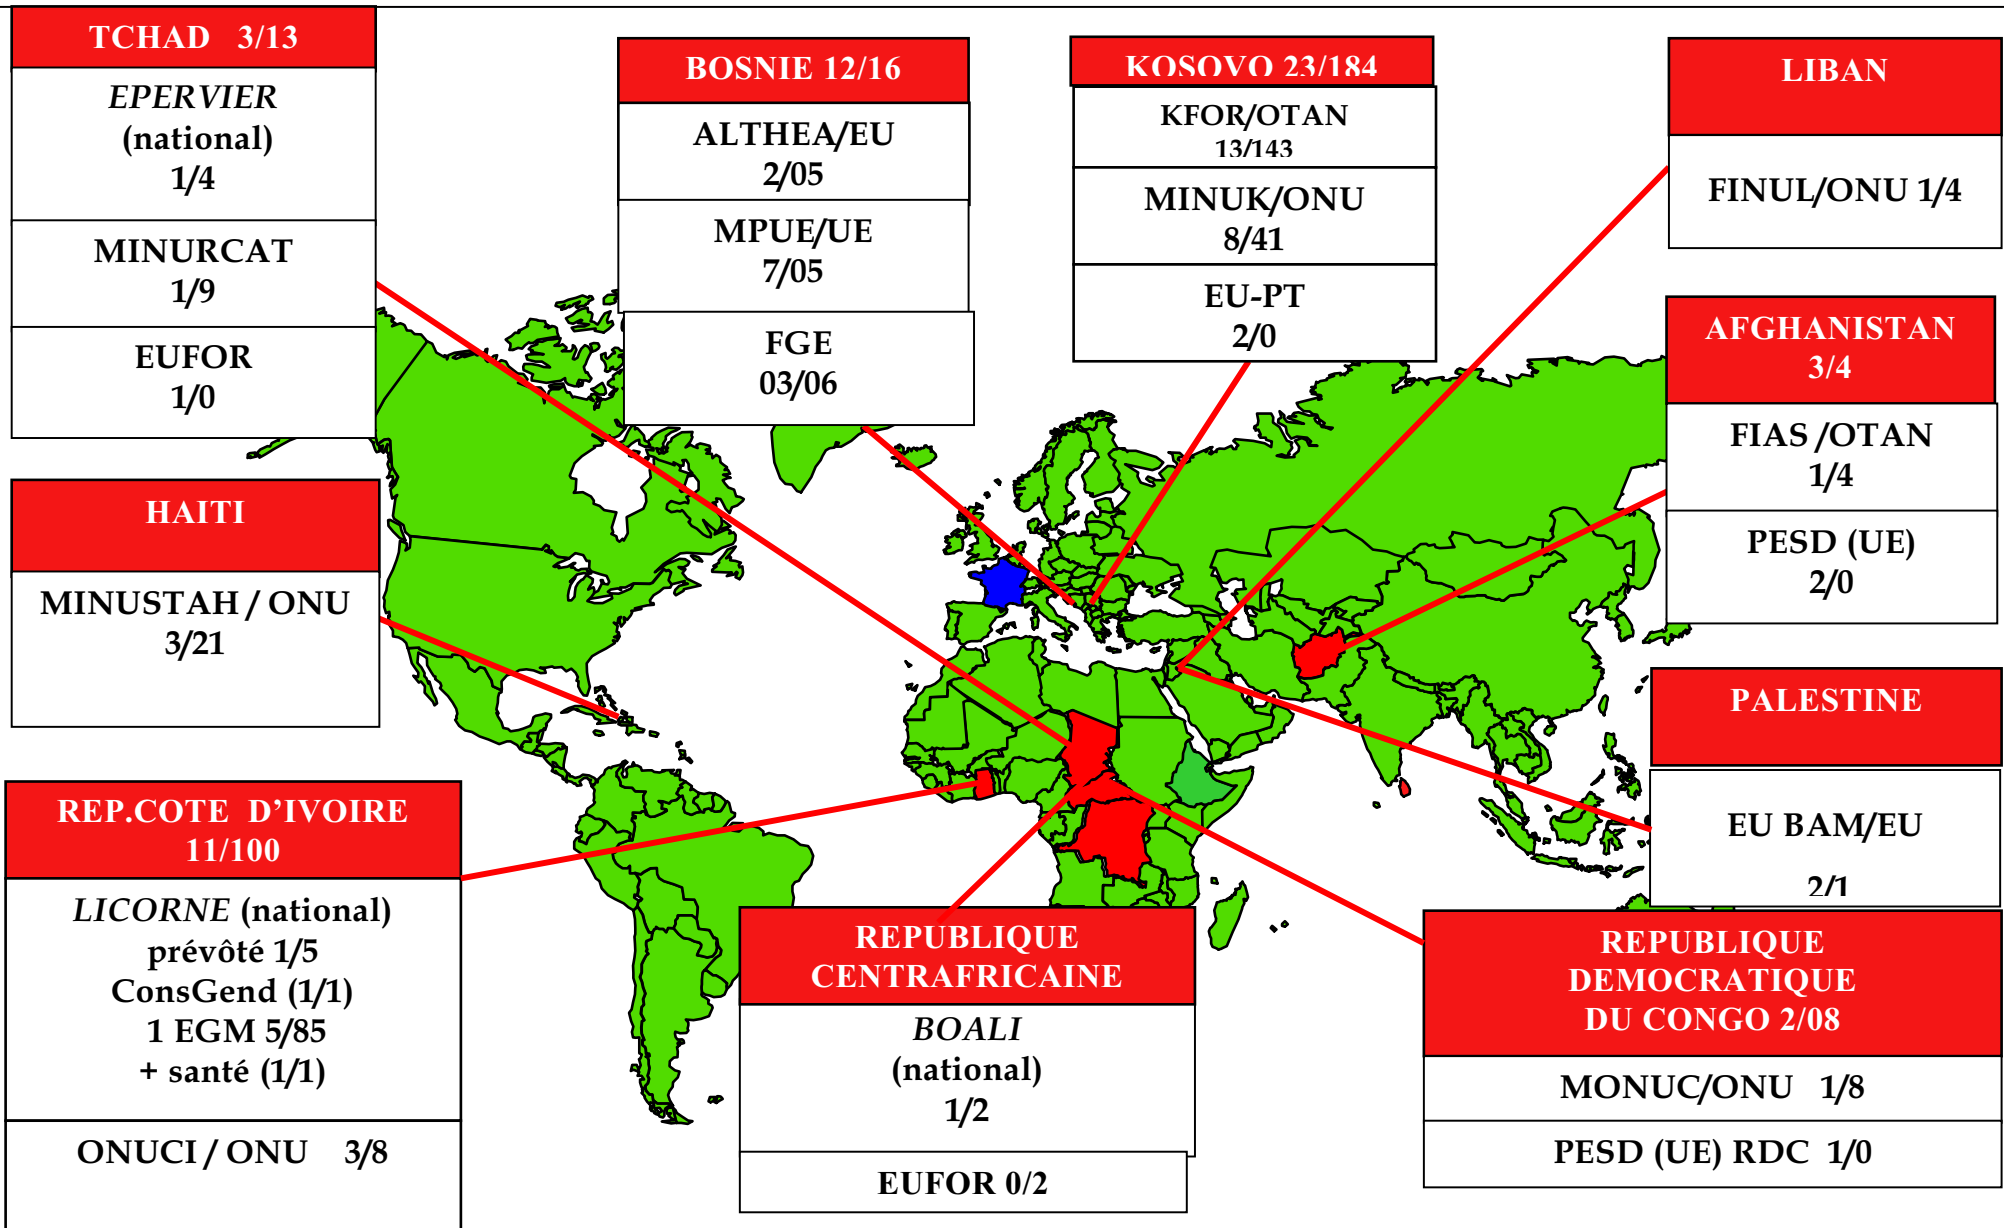 TCHAD 3/13
EPERVIER
(national)
1/4
MINURCAT
1/9
EUFOR
1/0
BOSNIE 12/16
ALTHEA/EU
2/05
MPUE/UE
7/05
FGE
03/06
KOSOVO 23/184
KFOR/OTAN
13/143
MINUK/ONU
8/41
EU-PT
2/0
LIBAN
FINUL/ONU 1/4
AFGHANISTAN
3/4
FIAS /OTAN
1/4
PESD (UE)
2/0
HAITI
MINUSTAH / ONU
3/21
PALESTINE
EU BAM/EU
2/1
REP.COTE D’IVOIRE
11/100
LICORNE (national)
prévôté 1/5
ConsGend (1/1)
1 EGM 5/85
+ santé (1/1)
ONUCI / ONU 3/8
REPUBLIQUE
CENTRAFRICAINE
BOALI
(national)
1/2
EUFOR 0/2
REPUBLIQUE
DEMOCRATIQUE
DU CONGO 2/08
MONUC/ONU 1/8
PESD (UE) RDC 1/0